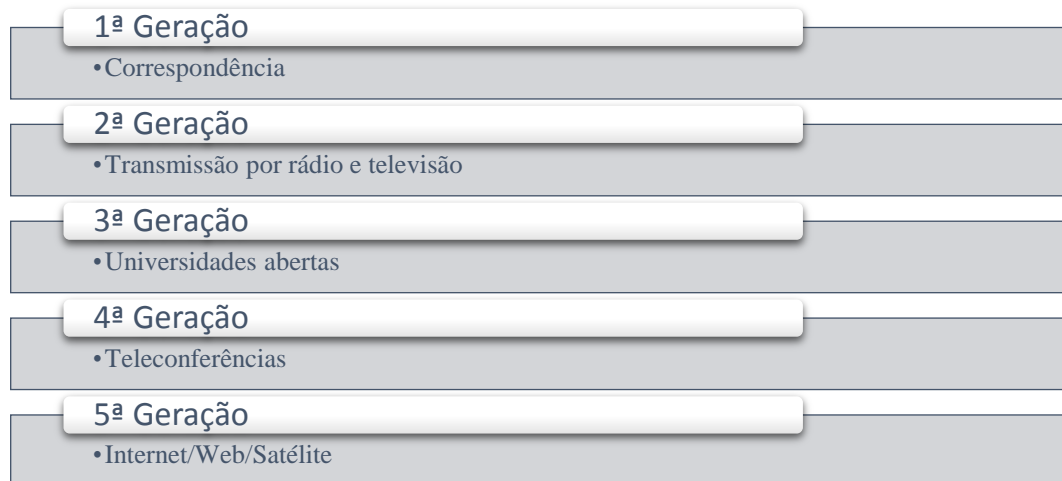 1ª Geração
•Correspondência
2ª Geração
•Transmissão por rádio e televisão
3ª Geração
•Universidades abertas
4ª Geração
•Teleconferências
5ª Geração
•Internet/Web/Satélite